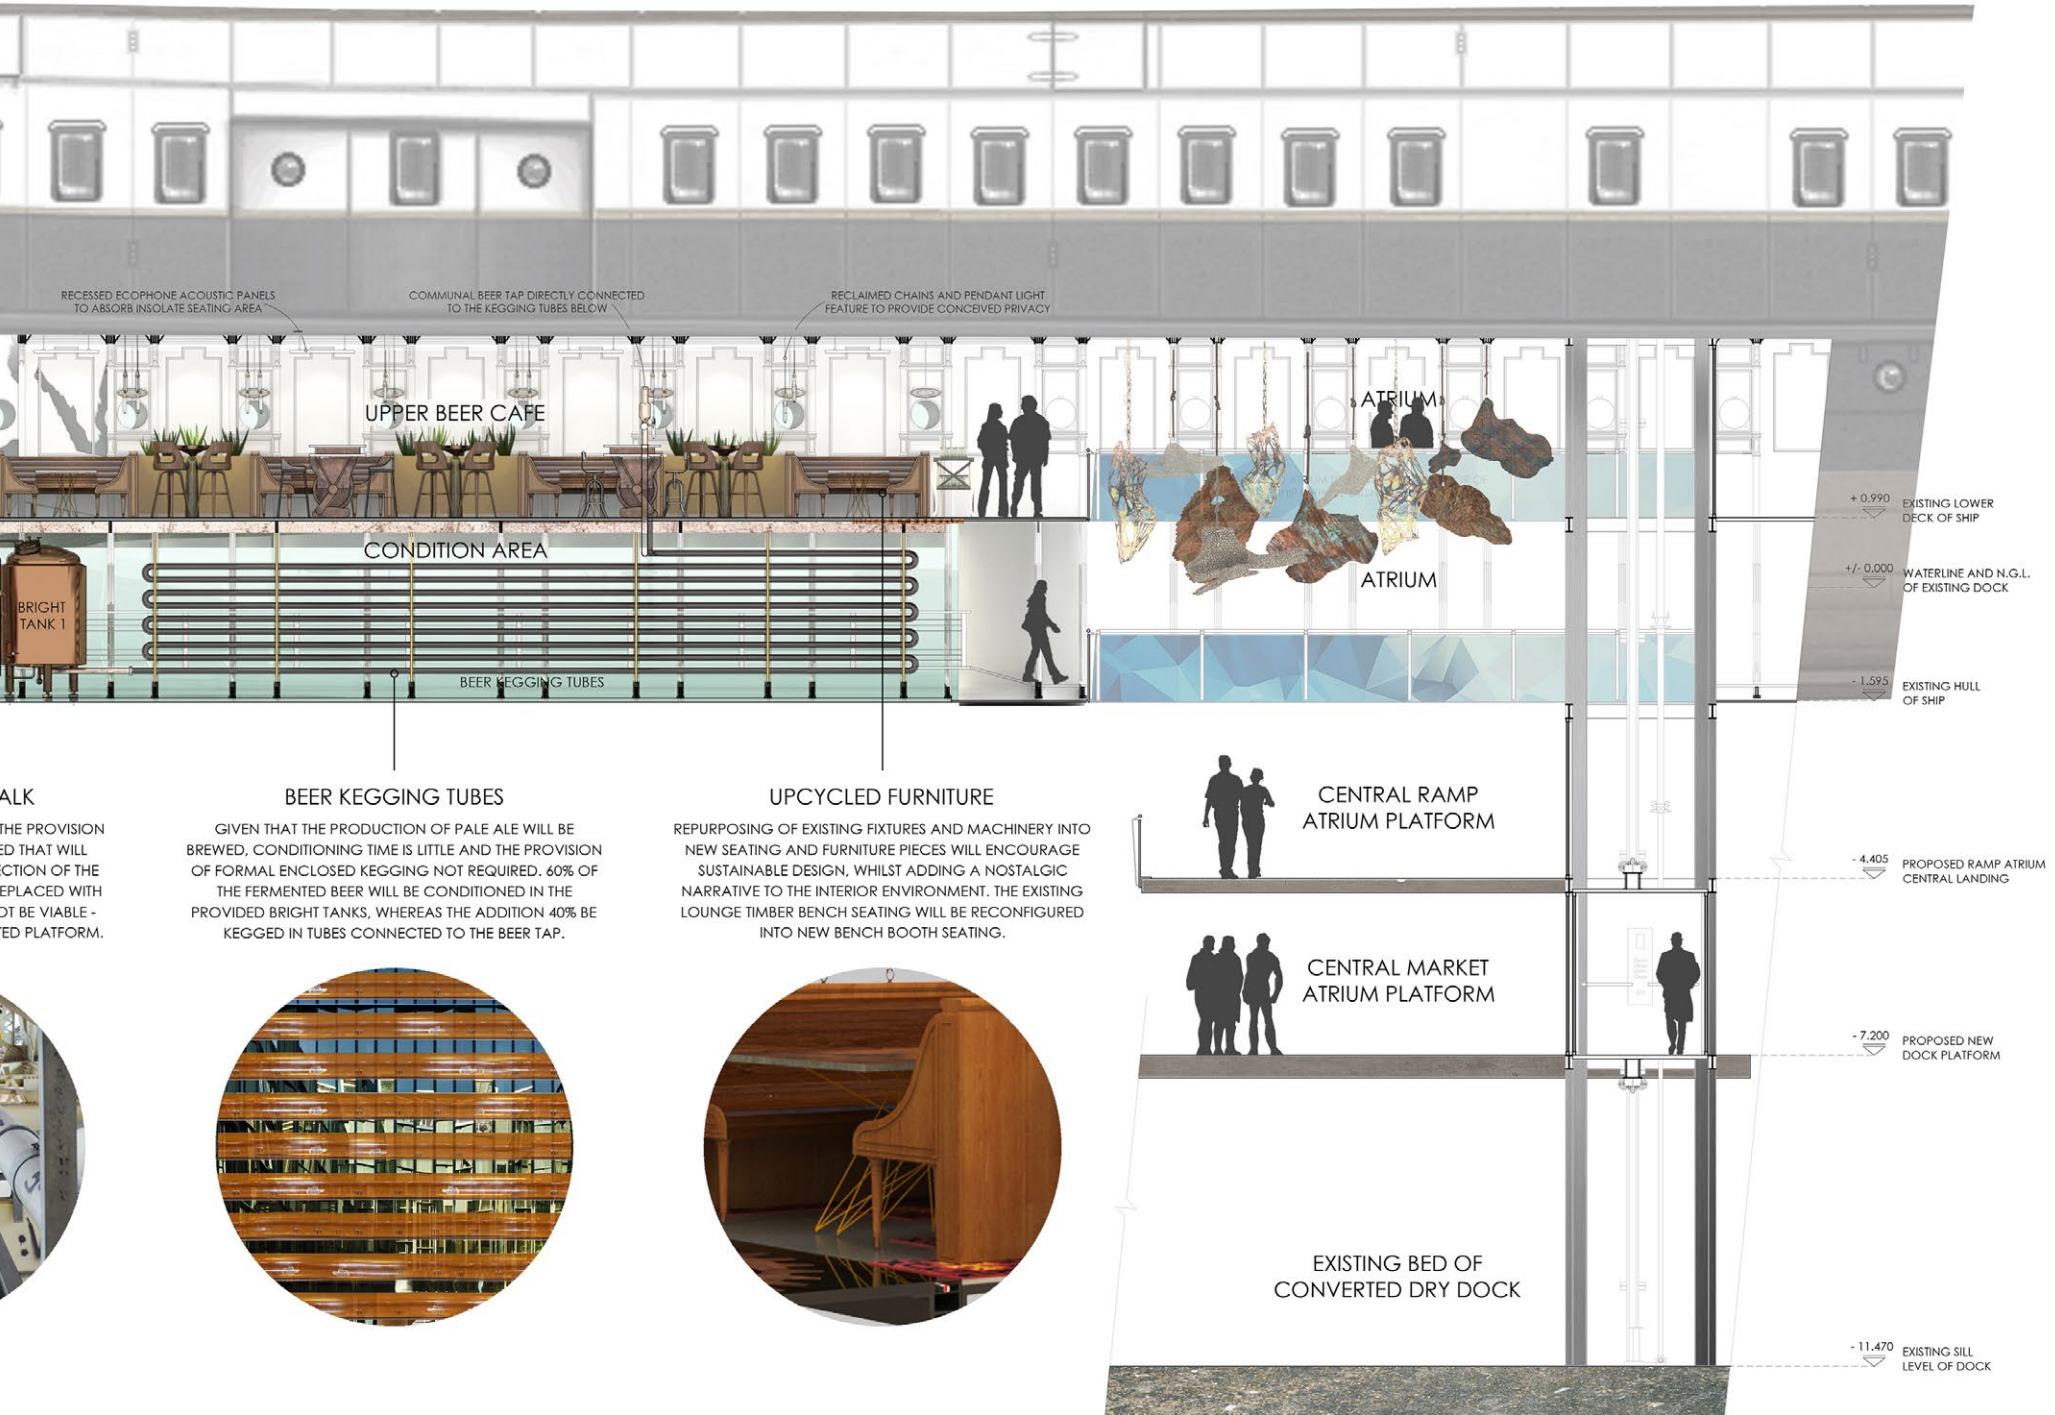 RECESSED ECOPHONE ACOUSTIC PANELS
TO ABSORB INSOLATE SEATING AREA
COMMUNAL BEER TAP DIRECTLY CONNECTED
TO THE KEGGING TUBES BELOW
RECLAIMED CHAINS AND PENDANT LIGHT
FEATURE TO PROVIDE CONCEIVED PRIVACY
UPPER BEER CAFE
ATRIUM
CONDITION AREA
BRIGHT
TANK 1
BEER KEGGING TUBES
ATRIUM
+ 0.990
EXISTING LOWER
DECK OF SHIP
+/- 0.000
WATERLINE AND N.G.L.
OF EXISTING DOCK
- 1.595
EXISTING HULL
OF SHIP
ALK
THE PROVISION
ED THAT WILL
ECTION OF THE
EPLACED WITH
OT BE VIABLE -
TED PLATFORM.
BEER KEGGING TUBES
GIVEN THAT THE PRODUCTION OF PALE ALE WILL BE
BREWED, CONDITIONING TIME IS LITTLE AND THE PROVISION
OF FORMAL ENCLOSED KEGGING NOT REQUIRED. 60% OF
THE FERMENTED BEER WILL BE CONDITIONED IN THE
PROVIDED BRIGHT TANKS, WHEREAS THE ADDITION 40% BE
KEGGED IN TUBES CONNECTED TO THE BEER TAP.
UPCYCLED FURNITURE
REPURPOSING OF EXISTING FIXTURES AND MACHINERY INTO
NEW SEATING AND FURNITURE PIECES WILL ENCOURAGE
SUSTAINABLE DESIGN, WHILST ADDING A NOSTALGIC
NARRATIVE TO THE INTERIOR ENVIRONMENT. THE EXISTING
LOUNGE TIMBER BENCH SEATING WILL BE RECONFIGURED
INTO NEW BENCH BOOTH SEATING.
CENTRAL RAMP
ATRIUM PLATFORM
- 4.405
PROPOSED RAMP ATRIUM
CENTRAL LANDING
CENTRAL MARKET
ATRIUM PLATFORM
- 7.200
PROPOSED NEW
DOCK PLATFORM
EXISTING BED OF
CONVERTED DRY DOCK
- 11.470
EXISTING SILL
LEVEL OF DOCK